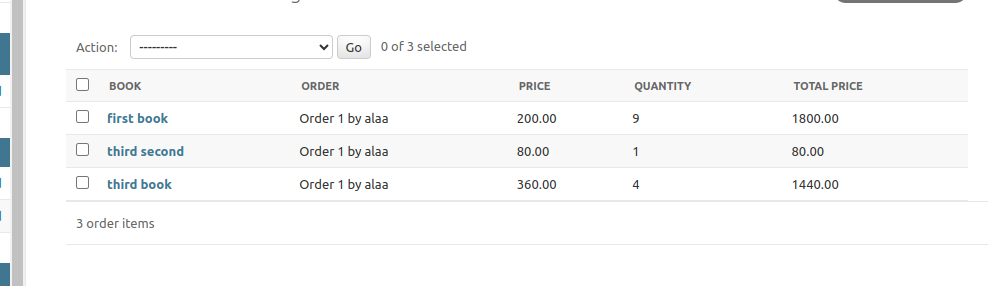 Action: --------- Go 0 of 3 selected
BOOK ORDER PRICE QUANTITY TOTAL PRICE
first book Order 1 by alaa 200.00 9 1800.00
third second Order 1 by alaa 80.00 1 80.00
third book Order 1 by alaa 360.00 4 1440.00
3 order items